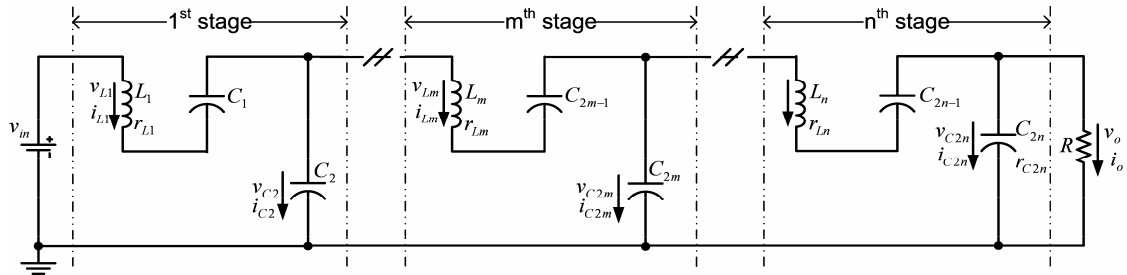 1st stage
mth stage
nth stage
vin
+
vL1
iL1
L1
rL1
C1
vC2
iC2
C2
vLm
iLm
Lm
rLm
C2m−1
vC2m
iC2m
C2m
Ln
rLn
C2n−1
vC2n
iC2n
C2n
rC2n
R
vo
io